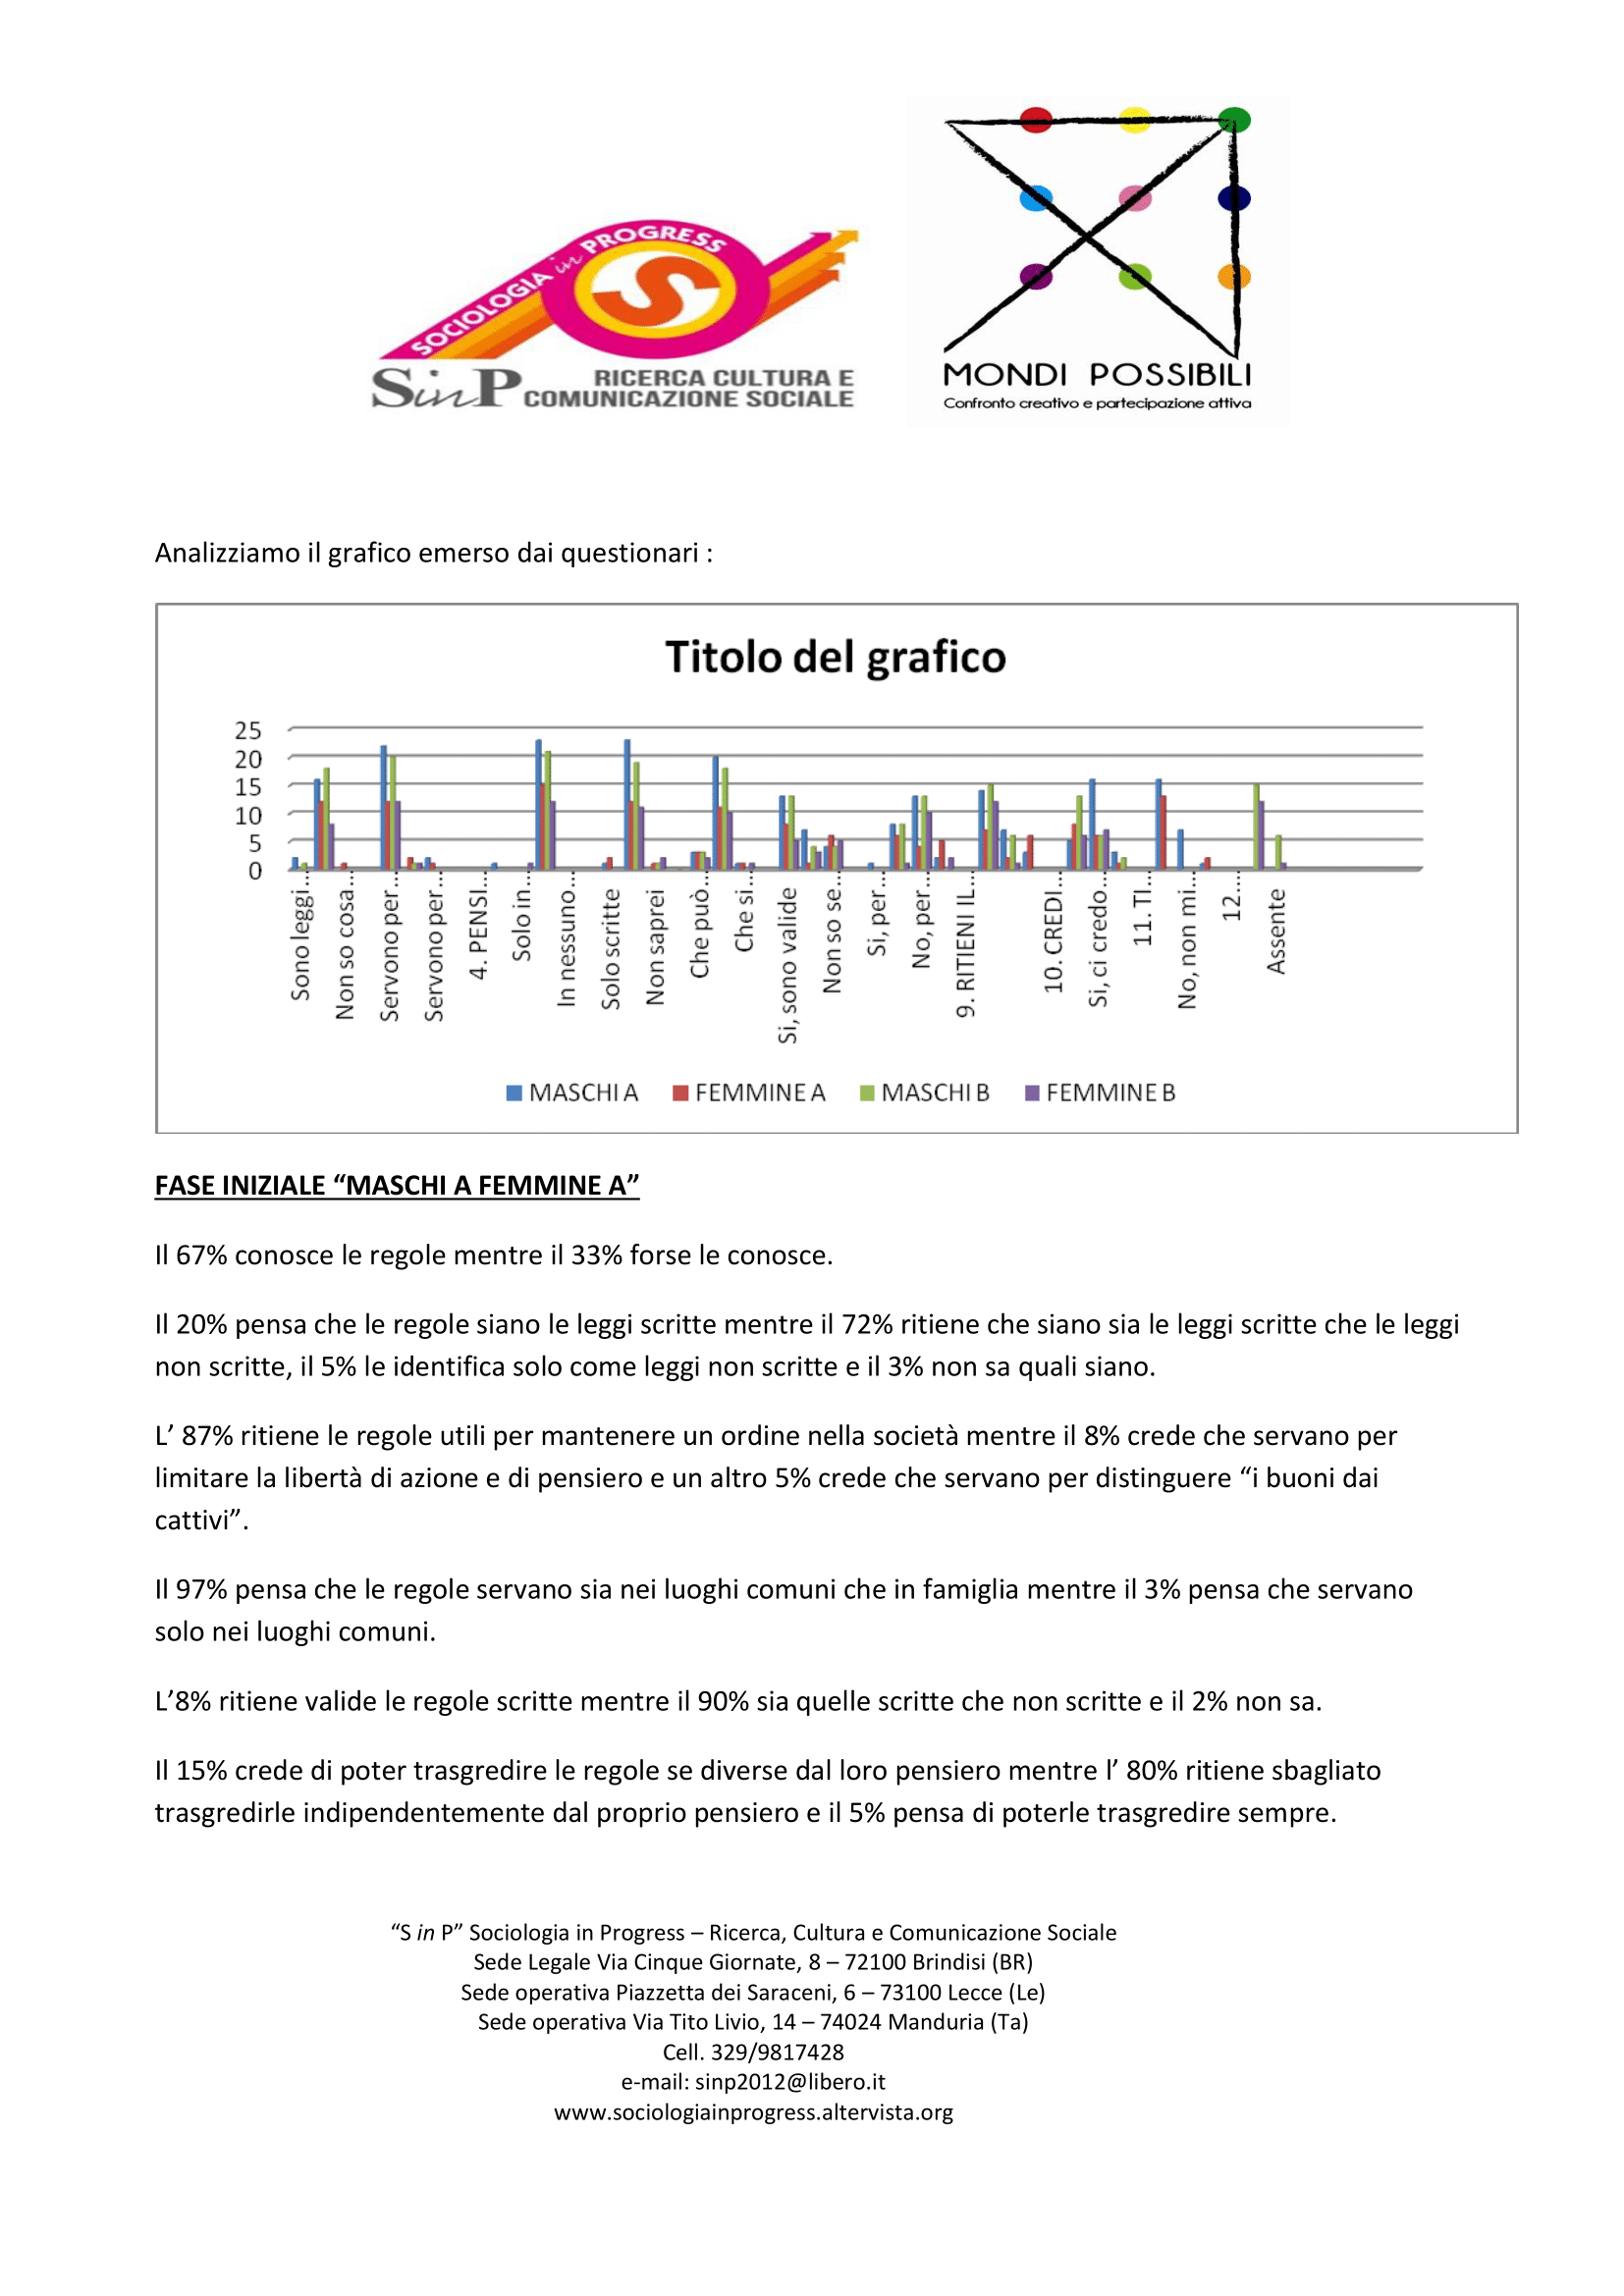 SOCIOLOGIA in PROGRESS
S
SinP RICERCA CULTURA E
COMUNICAZIONE SOCIALE
MONDI POSSIBILI
Confronto creativo e partecipazione attiva
Analizziamo il grafico emerso dai questionari :
Titolo del grafico
25
20
15
10
5
0
Sono leggi...
Non so cosa...
Servono per...
Servono per...
4. PENSI...
Solo in...
In nessuno...
Solo scritte
Non saprei
Che può...
Che si...
Si, sono valide
Non so se...
Si, per...
No, per...
9. RITIENI IL...
10. CREDI...
Si, ci credo...
11. TI...
No, non mi...
12....
Assente
MASCHI A FEMMINE A MASCHI B FEMMINE B
FASE INIZIALE “MASCHI A FEMMINE A”
Il 67% conosce le regole mentre il 33% forse le conosce.
Il 20% pensa che le regole siano le leggi scritte mentre il 72% ritiene che siano sia le leggi scritte che le leggi
non scritte, il 5% le identifica solo come leggi non scritte e il 3% non sa quali siano.
L’ 87% ritiene le regole utili per mantenere un ordine nella società mentre il 8% crede che servano per
limitare la libertà di azione e di pensiero e un altro 5% crede che servano per distinguere “i buoni dai
cattivi”.
Il 97% pensa che le regole servano sia nei luoghi comuni che in famiglia mentre il 3% pensa che servano
solo nei luoghi comuni.
L’8% ritiene valide le regole scritte mentre il 90% sia quelle scritte che non scritte e il 2% non sa.
Il 15% crede di poter trasgredire le regole se diverse dal loro pensiero mentre l’ 80% ritiene sbagliato
trasgredirle indipendentemente dal proprio pensiero e il 5% pensa di poterle trasgredire sempre.
“S in P” Sociologia in Progress – Ricerca, Cultura e Comunicazione Sociale
Sede Legale Via Cinque Giornate, 8 – 72100 Brindisi (BR)
Sede operativa Piazzetta dei Saraceni, 6 – 73100 Lecce (Le)
Sede operativa Via Tito Livio, 14 – 74024 Manduria (Ta)
Cell. 329/9817428
e-mail: sinp2012@libero.it
www.sociologiainprogress.altervista.org